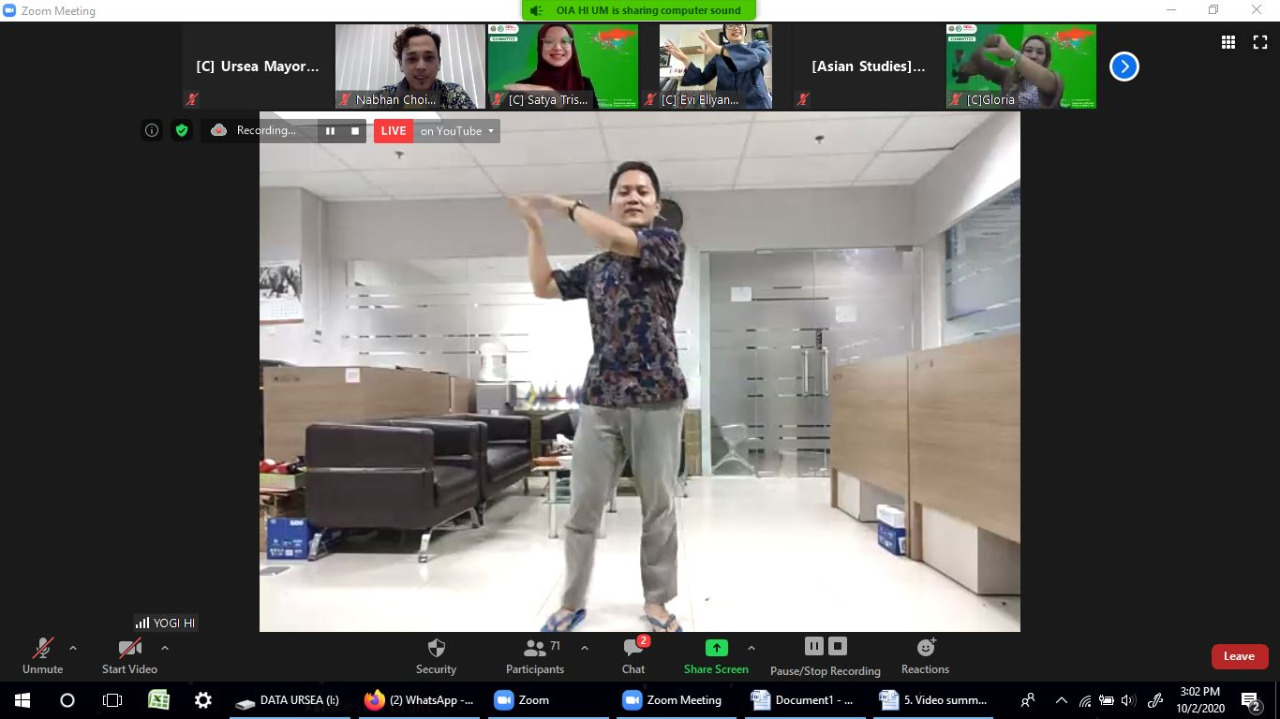 Zoom Meeting
OIA HI UM is sharing computer sound
[C] Ursea Mayor...
Nabhan Choi...
[C] Satya Tris...
[C] Evi Eliyan...
[Asian Studies]...
[C]Gloria
Recording...
LIVE on YouTube
YOGI HI
Unmute
Start Video
Security
71
Participants
2
Chat
Share Screen
Pause/Stop Recording
Reactions
Leave
DATA URSEA (I:)
(2) WhatsApp -...
Zoom
Zoom Meeting
Document1 - ...
5. Video summ...
3:02 PM
10/2/2020
2